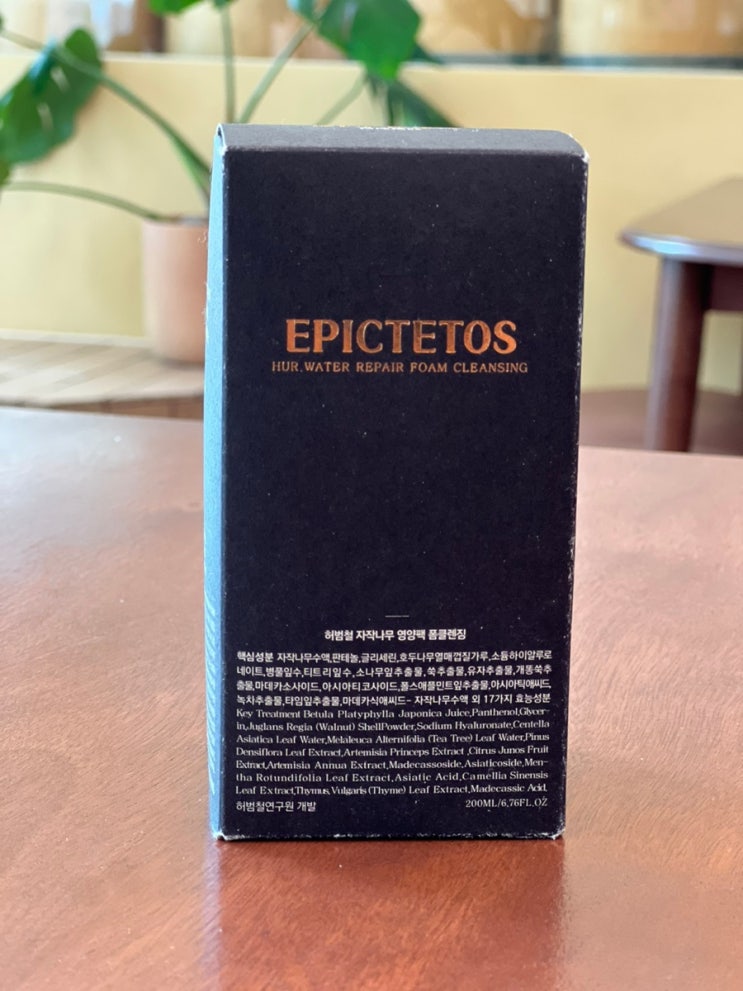 EPICTETOS
HUR.WATER REPAIR FOAM CLEANSING
허범철 자작나무 영양팩 폼클렌징
핵심성분 자작나무수액,판테놀,글리세린,호두나무열매껍질가루,소듐하이알루로
네이트,병풀잎수,티트리잎수,소나무잎추출물,쑥추출물,유자추출물,개똥쑥추
출물,마데카소사이드,아시아티코사이드,폴스애플민트잎추출물,아시아틱애씨드,
녹차추출물,타임잎추출물,마데카식애씨드- 자작나무수액 외 17가지 효능성분
Key Treatment Betula Platyphylla Japonica Juice,Panthenol,Glycer-
in,Juglans Regia (Walnut) ShellPowder,Sodium Hyaluronate,Centella
Asiatica Leaf Water,Melaleuca Alternifolia (Tea Tree) Leaf Water,Pinus
Densiflora Leaf Extract,Artemisia Princeps Extract ,Citrus Junos Fruit
Extract,Artemisia Annua Extract,Madecassoside,Asiaticoside,Men-
tha Rotundifolia Leaf Extract,Asiatic Acid,Camellia Sinensis
Leaf Extract,Thymus,Vulgaris (Thyme) Leaf Extract,Madecassic Acid,
허범철연구원 개발
200ML/6,76FL.OZ